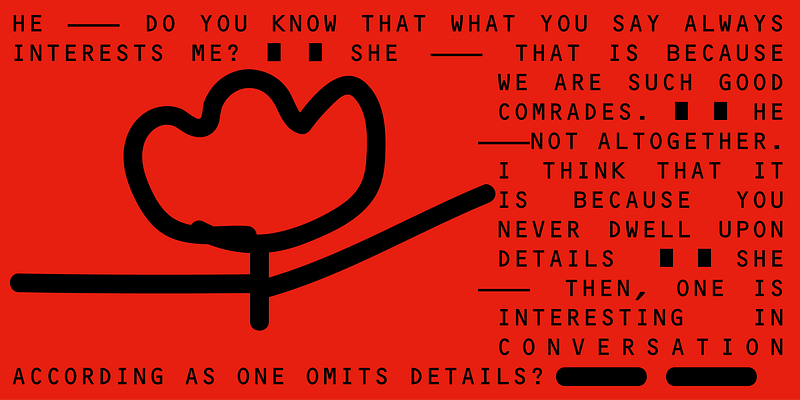 HE — DO YOU KNOW THAT WHAT YOU SAY ALWAYS
INTERESTS ME? ■ ■ SHE — THAT IS BECAUSE
WE ARE SUCH GOOD
COMRADES. ■ ■ HE
—NOT ALTOGETHER.
I THINK THAT IT
IS BECAUSE YOU
NEVER DWELL UPON
DETAILS ■ ■ SHE
— THEN, ONE IS
INTERESTING IN
CONVERSATION
ACCORDING AS ONE OMITS DETAILS?